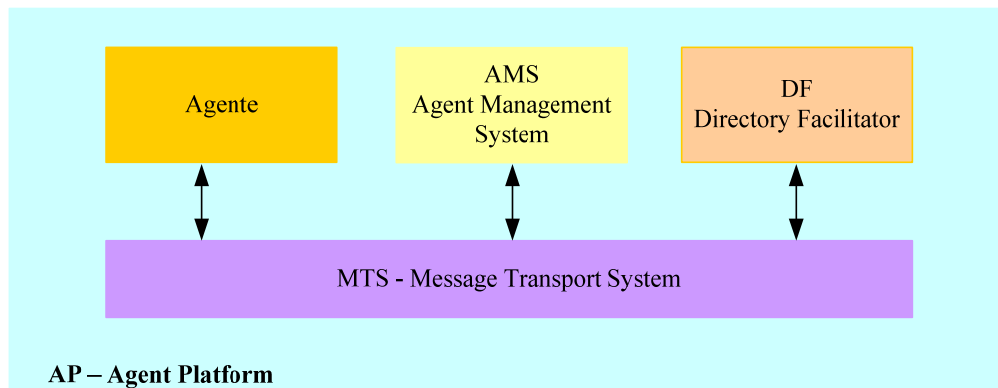 Agente
AMS
Agent Management
System
DF
Directory Facilitator
MTS - Message Transport System
AP – Agent Platform